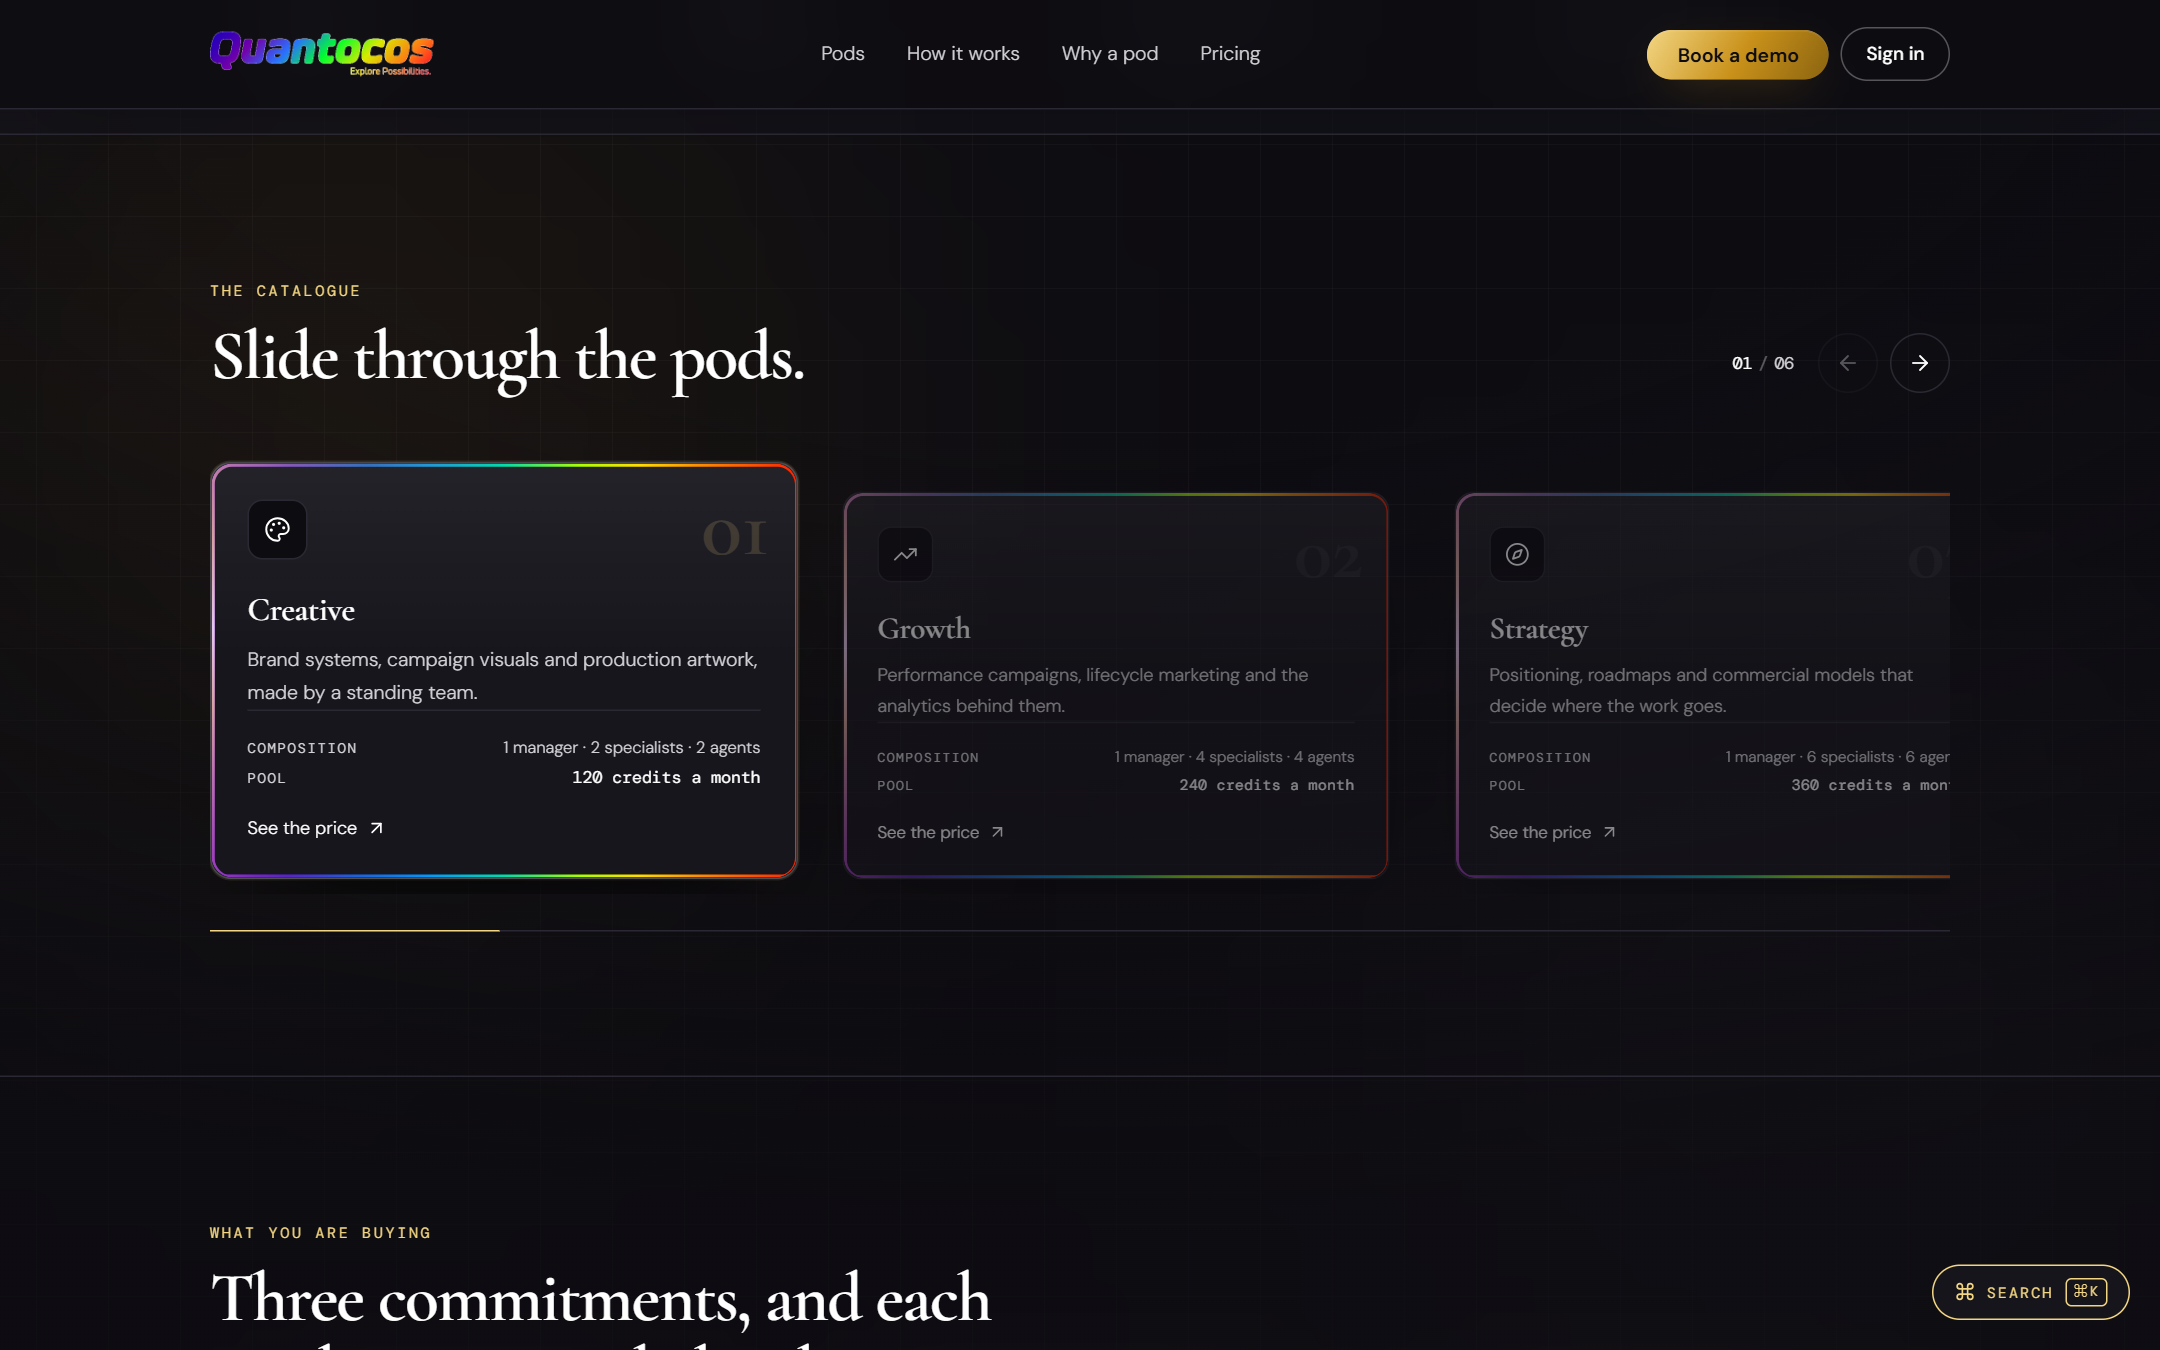 Quantocos
Explore Possibilities.
Pods
How it works
Why a pod
Pricing
Book a demo
Sign in
THE CATALOGUE
Slide through the pods.
01 / 06
01
Creative
Brand systems, campaign visuals and production artwork,
made by a standing team.
COMPOSITION
1 manager · 2 specialists · 2 agents
POOL
120 credits a month
See the price
02
Growth
Performance campaigns, lifecycle marketing and the
analytics behind them.
COMPOSITION
1 manager · 4 specialists · 4 agents
POOL
240 credits a month
See the price
Strategy
Positioning, roadmaps and commercial models that
decide where the work goes.
COMPOSITION
1 manager · 6 specialists · 6
POOL
360 credits a
See the price
WHAT YOU ARE BUYING
Three commitments, and each
⌘ SEARCH ⌘K